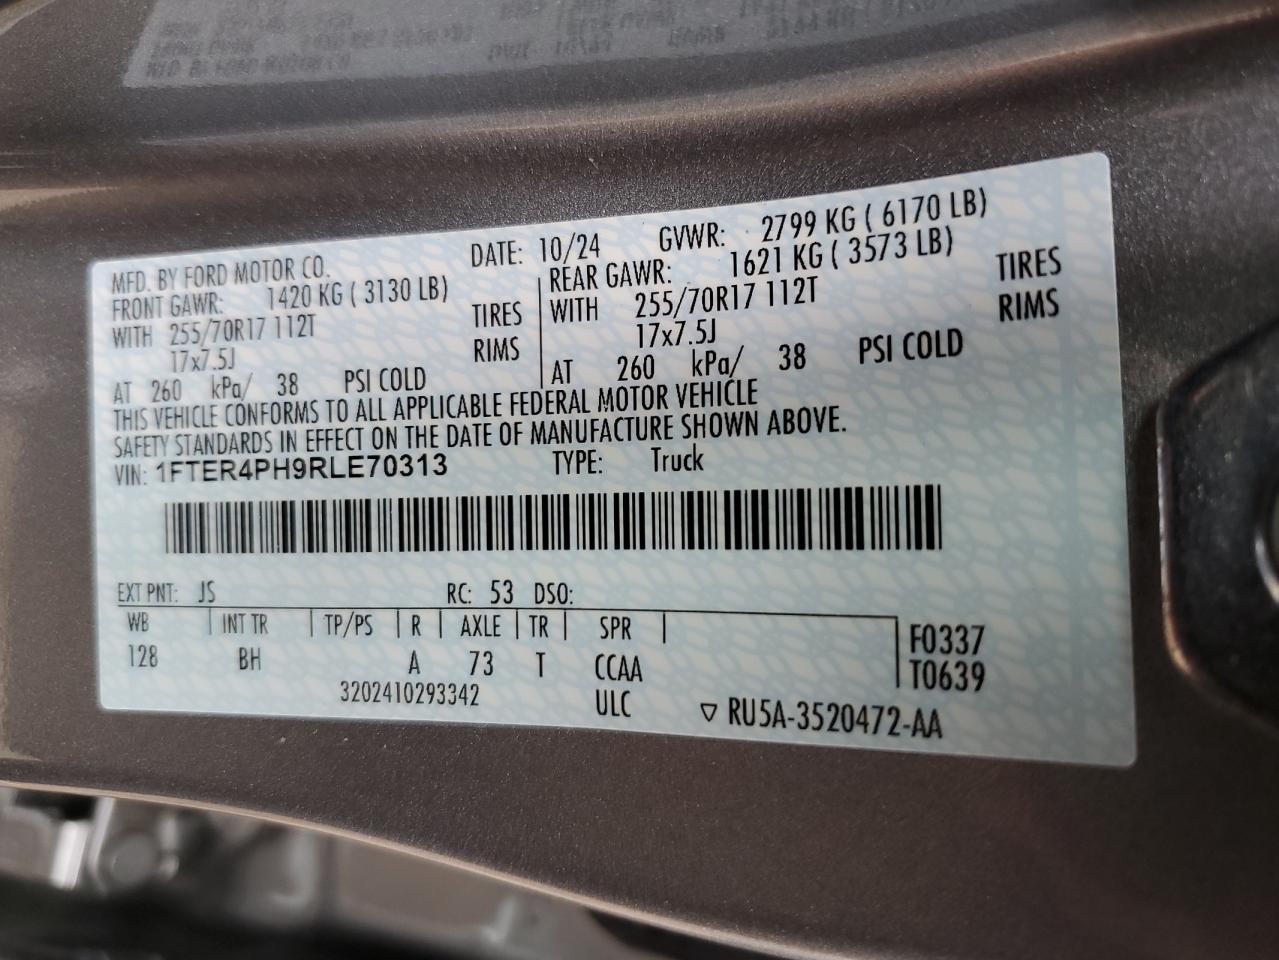 MFD. BY FORD MOTOR CO. DATE: 10/24 GVWR: 2799 KG ( 6170 LB)
FRONT GAWR: 1420 KG ( 3130 LB) REAR GAWR: 1621 KG ( 3573 LB)
WITH 255/70R17 112T TIRES WITH 255/70R17 112T TIRES
17x7.5J RIMS 17x7.5J RIMS
AT 260 kPa/ 38 PSI COLD AT 260 kPa/ 38 PSI COLD
THIS VEHICLE CONFORMS TO ALL APPLICABLE FEDERAL MOTOR VEHICLE
SAFETY STANDARDS IN EFFECT ON THE DATE OF MANUFACTURE SHOWN ABOVE.
VIN: 1FTER4PH9RLE70313 TYPE: Truck
EXT PNT: JS RC: 53 DSO:
WB INT TR TP/PS R AXLE TR SPR F0337
128 BH A 73 T CCAA T0639
3202410293342 ULC ▽ RU5A-3520472-AA